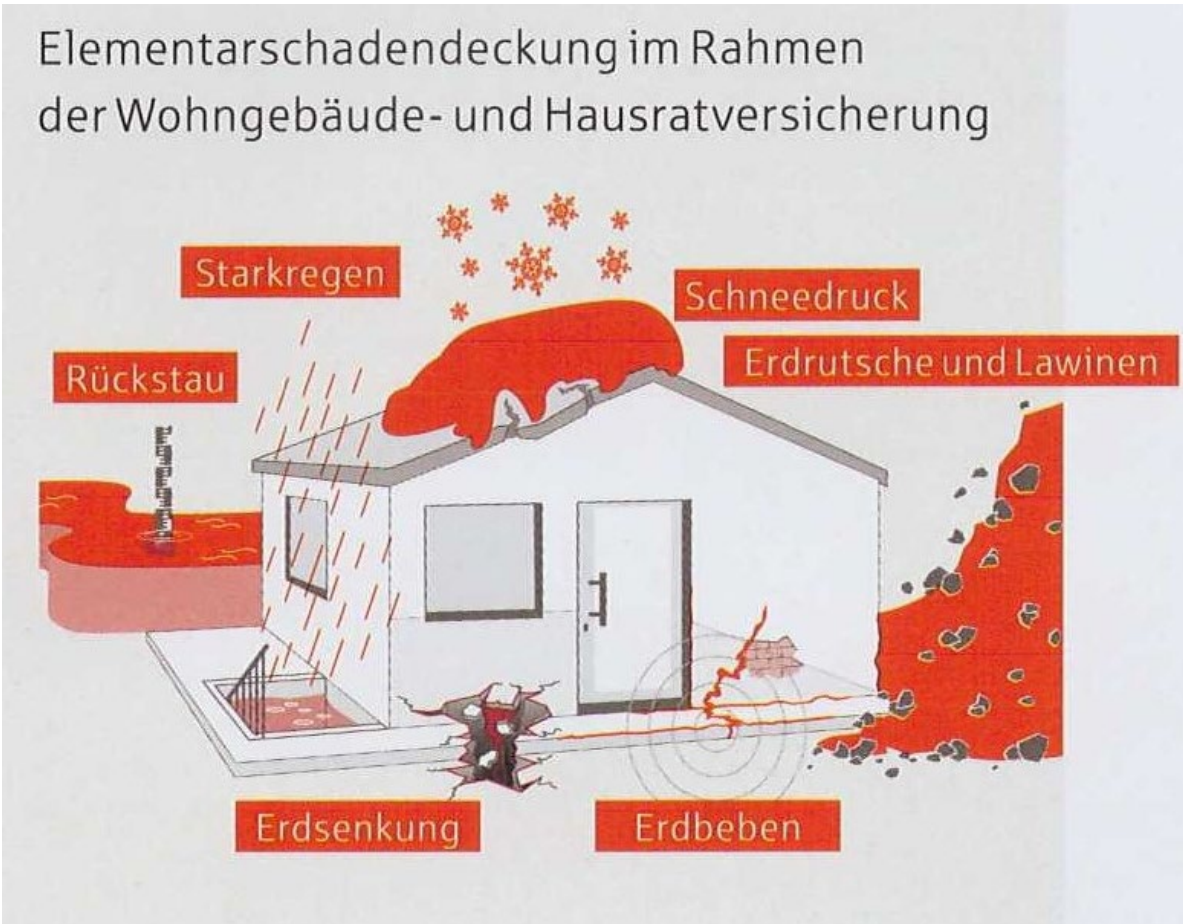 Elementarschadendeckung im Rahmen
der Wohngebäude- und Hausratversicherung
Starkregen
Schneedruck
Rückstau
Erdrutsche und Lawinen
Erdsenkung
Erdbeben